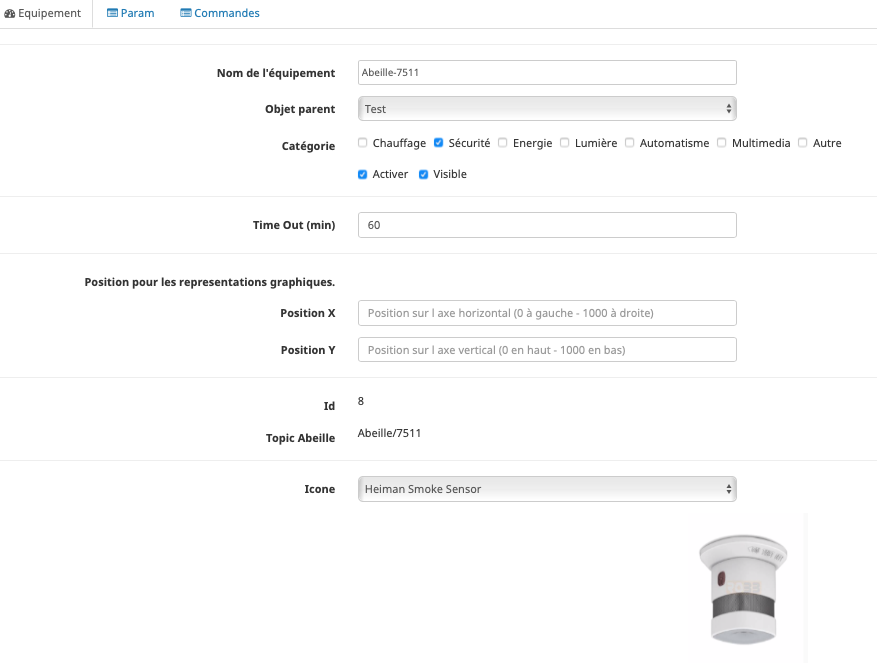 Equipement Param Commandes
Nom de l'équipement Abeille-7511
Objet parent Test
Catégorie Chauffage Sécurité Energie Lumière Automatisme Multimedia Autre
Activer Visible
Time Out (min) 60
Position pour les representations graphiques.
Position X Position sur l axe horizontal (0 à gauche - 1000 à droite)
Position Y Position sur l axe vertical (0 en haut - 1000 en bas)
Id 8
Topic Abeille Abeille/7511
Icone Heiman Smoke Sensor